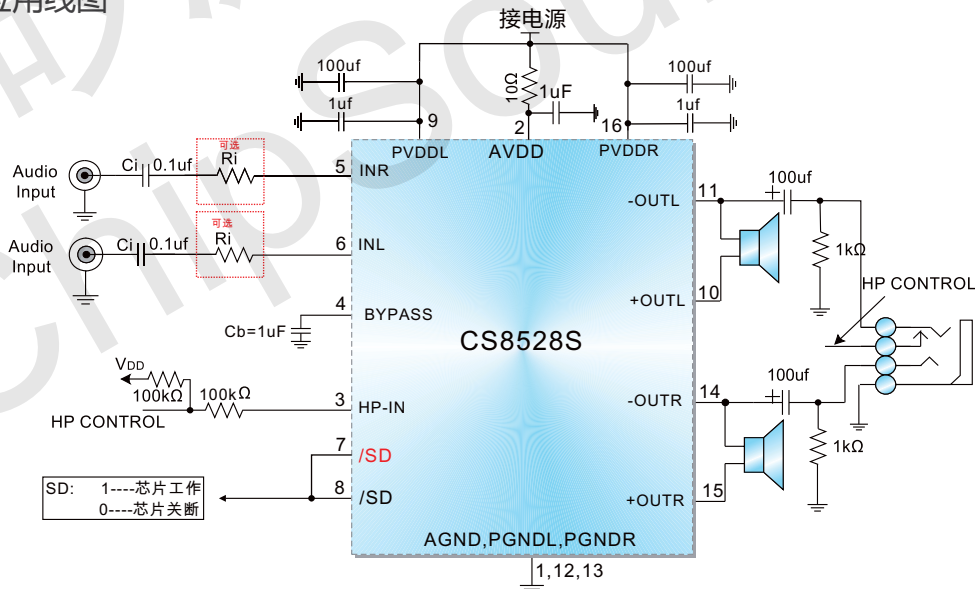 应用线图
接电源
100uf
1uf
9
10Ω
1uF
2
16
100uf
1uf
PVDDL
AVDD
PVDDR
Audio
Input
Ci
0.1uf
可选
Ri
5
INR
Audio
Input
Ci
0.1uf
可选
Ri
6
INL
4
BYPASS
Cb=1uF
CS8528S
VDD
100kΩ
100kΩ
HP CONTROL
3
HP-IN
7
/SD
8
/SD
SD: 1----芯片工作
0----芯片关断
-OUTL
11
100uf
1kΩ
+OUTL
10
HP CONTROL
-OUTR
14
100uf
1kΩ
+OUTR
15
AGND,PGNDL,PGNDR
1,12,13
ChipSour